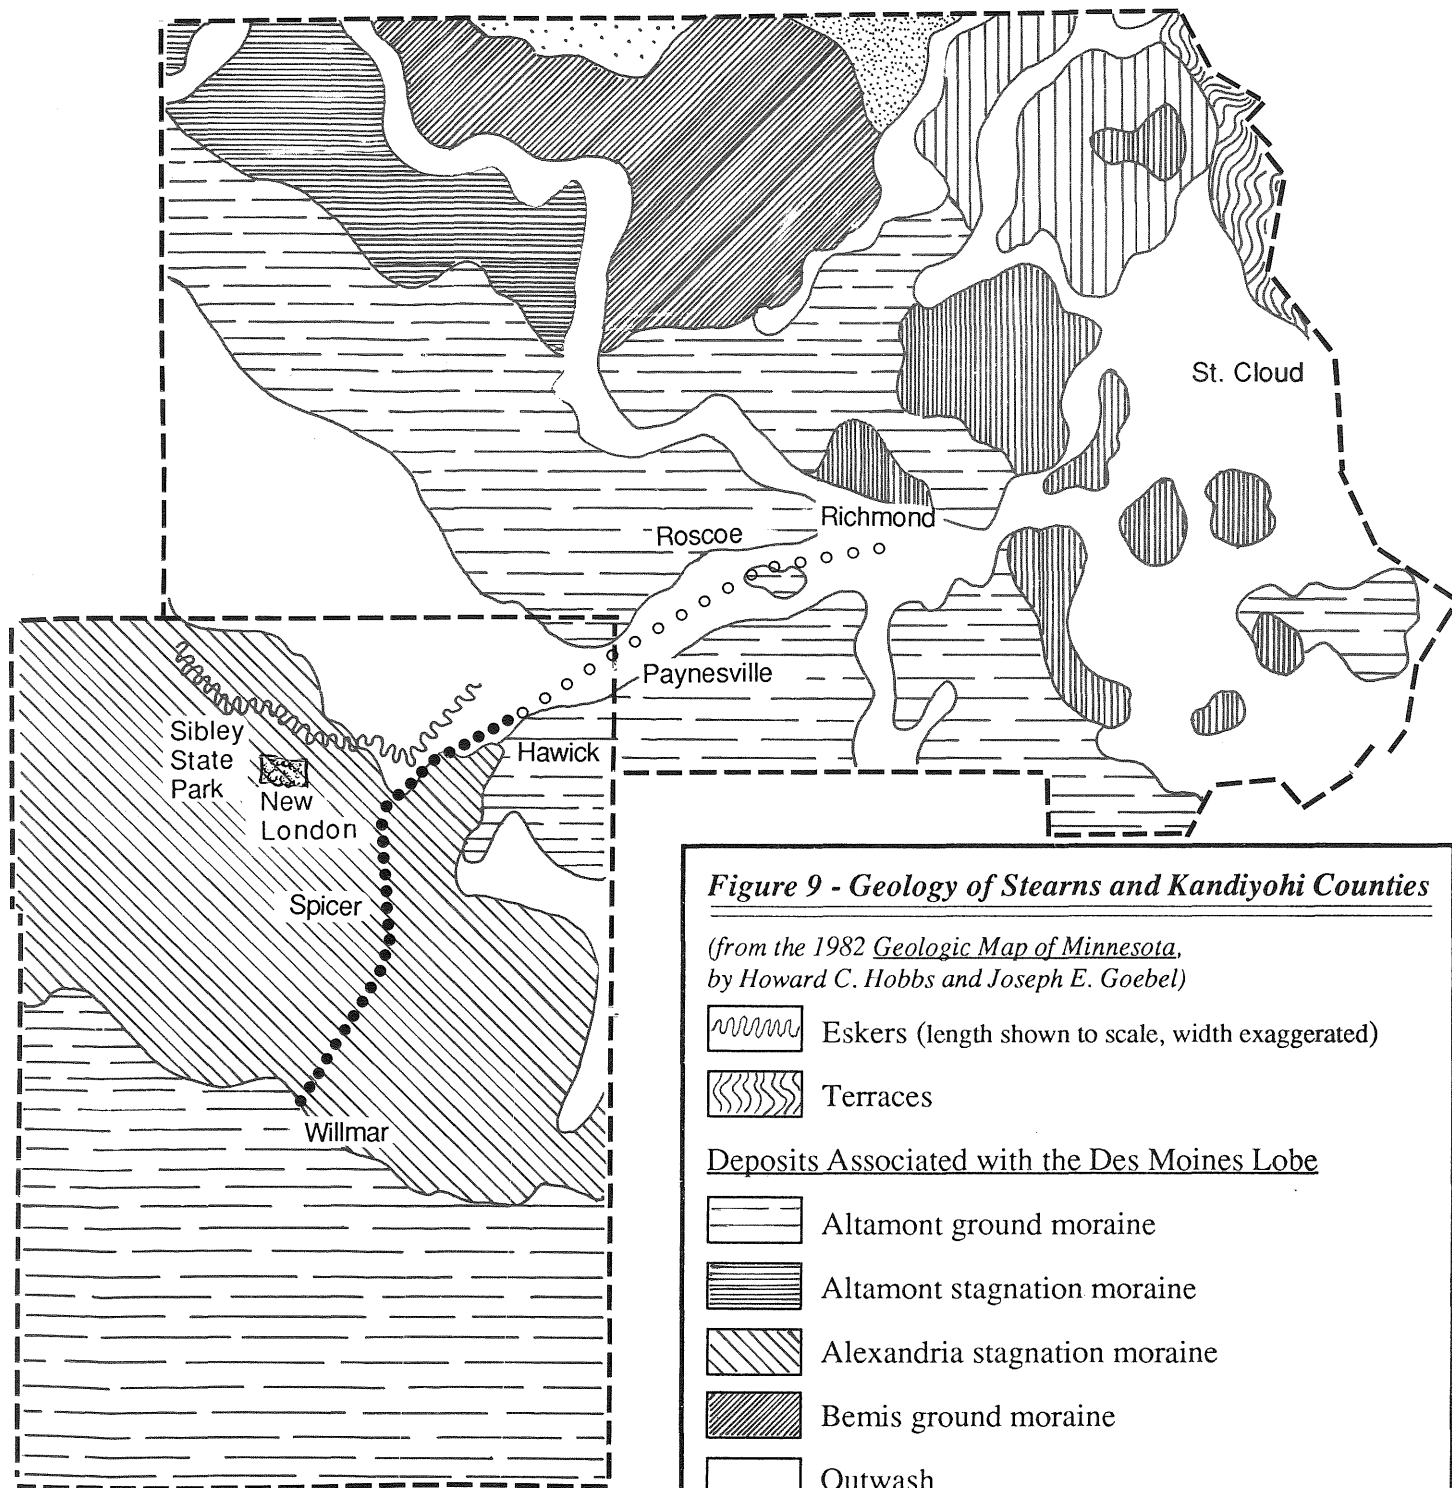 St. Cloud
Richmond
Roscoe
Paynesville
Sibley
State
Park
Hawick
New
London
Spicer
Willmar
Figure 9 - Geology of Stearns and Kandiyohi Counties
(from the 1982 Geologic Map of Minnesota,
by Howard C. Hobbs and Joseph E. Goebel)
Eskers (length shown to scale, width exaggerated)
Terraces
Deposits Associated with the Des Moines Lobe
Altamont ground moraine
Altamont stagnation moraine
Alexandria stagnation moraine
Bemis ground moraine
Outwash